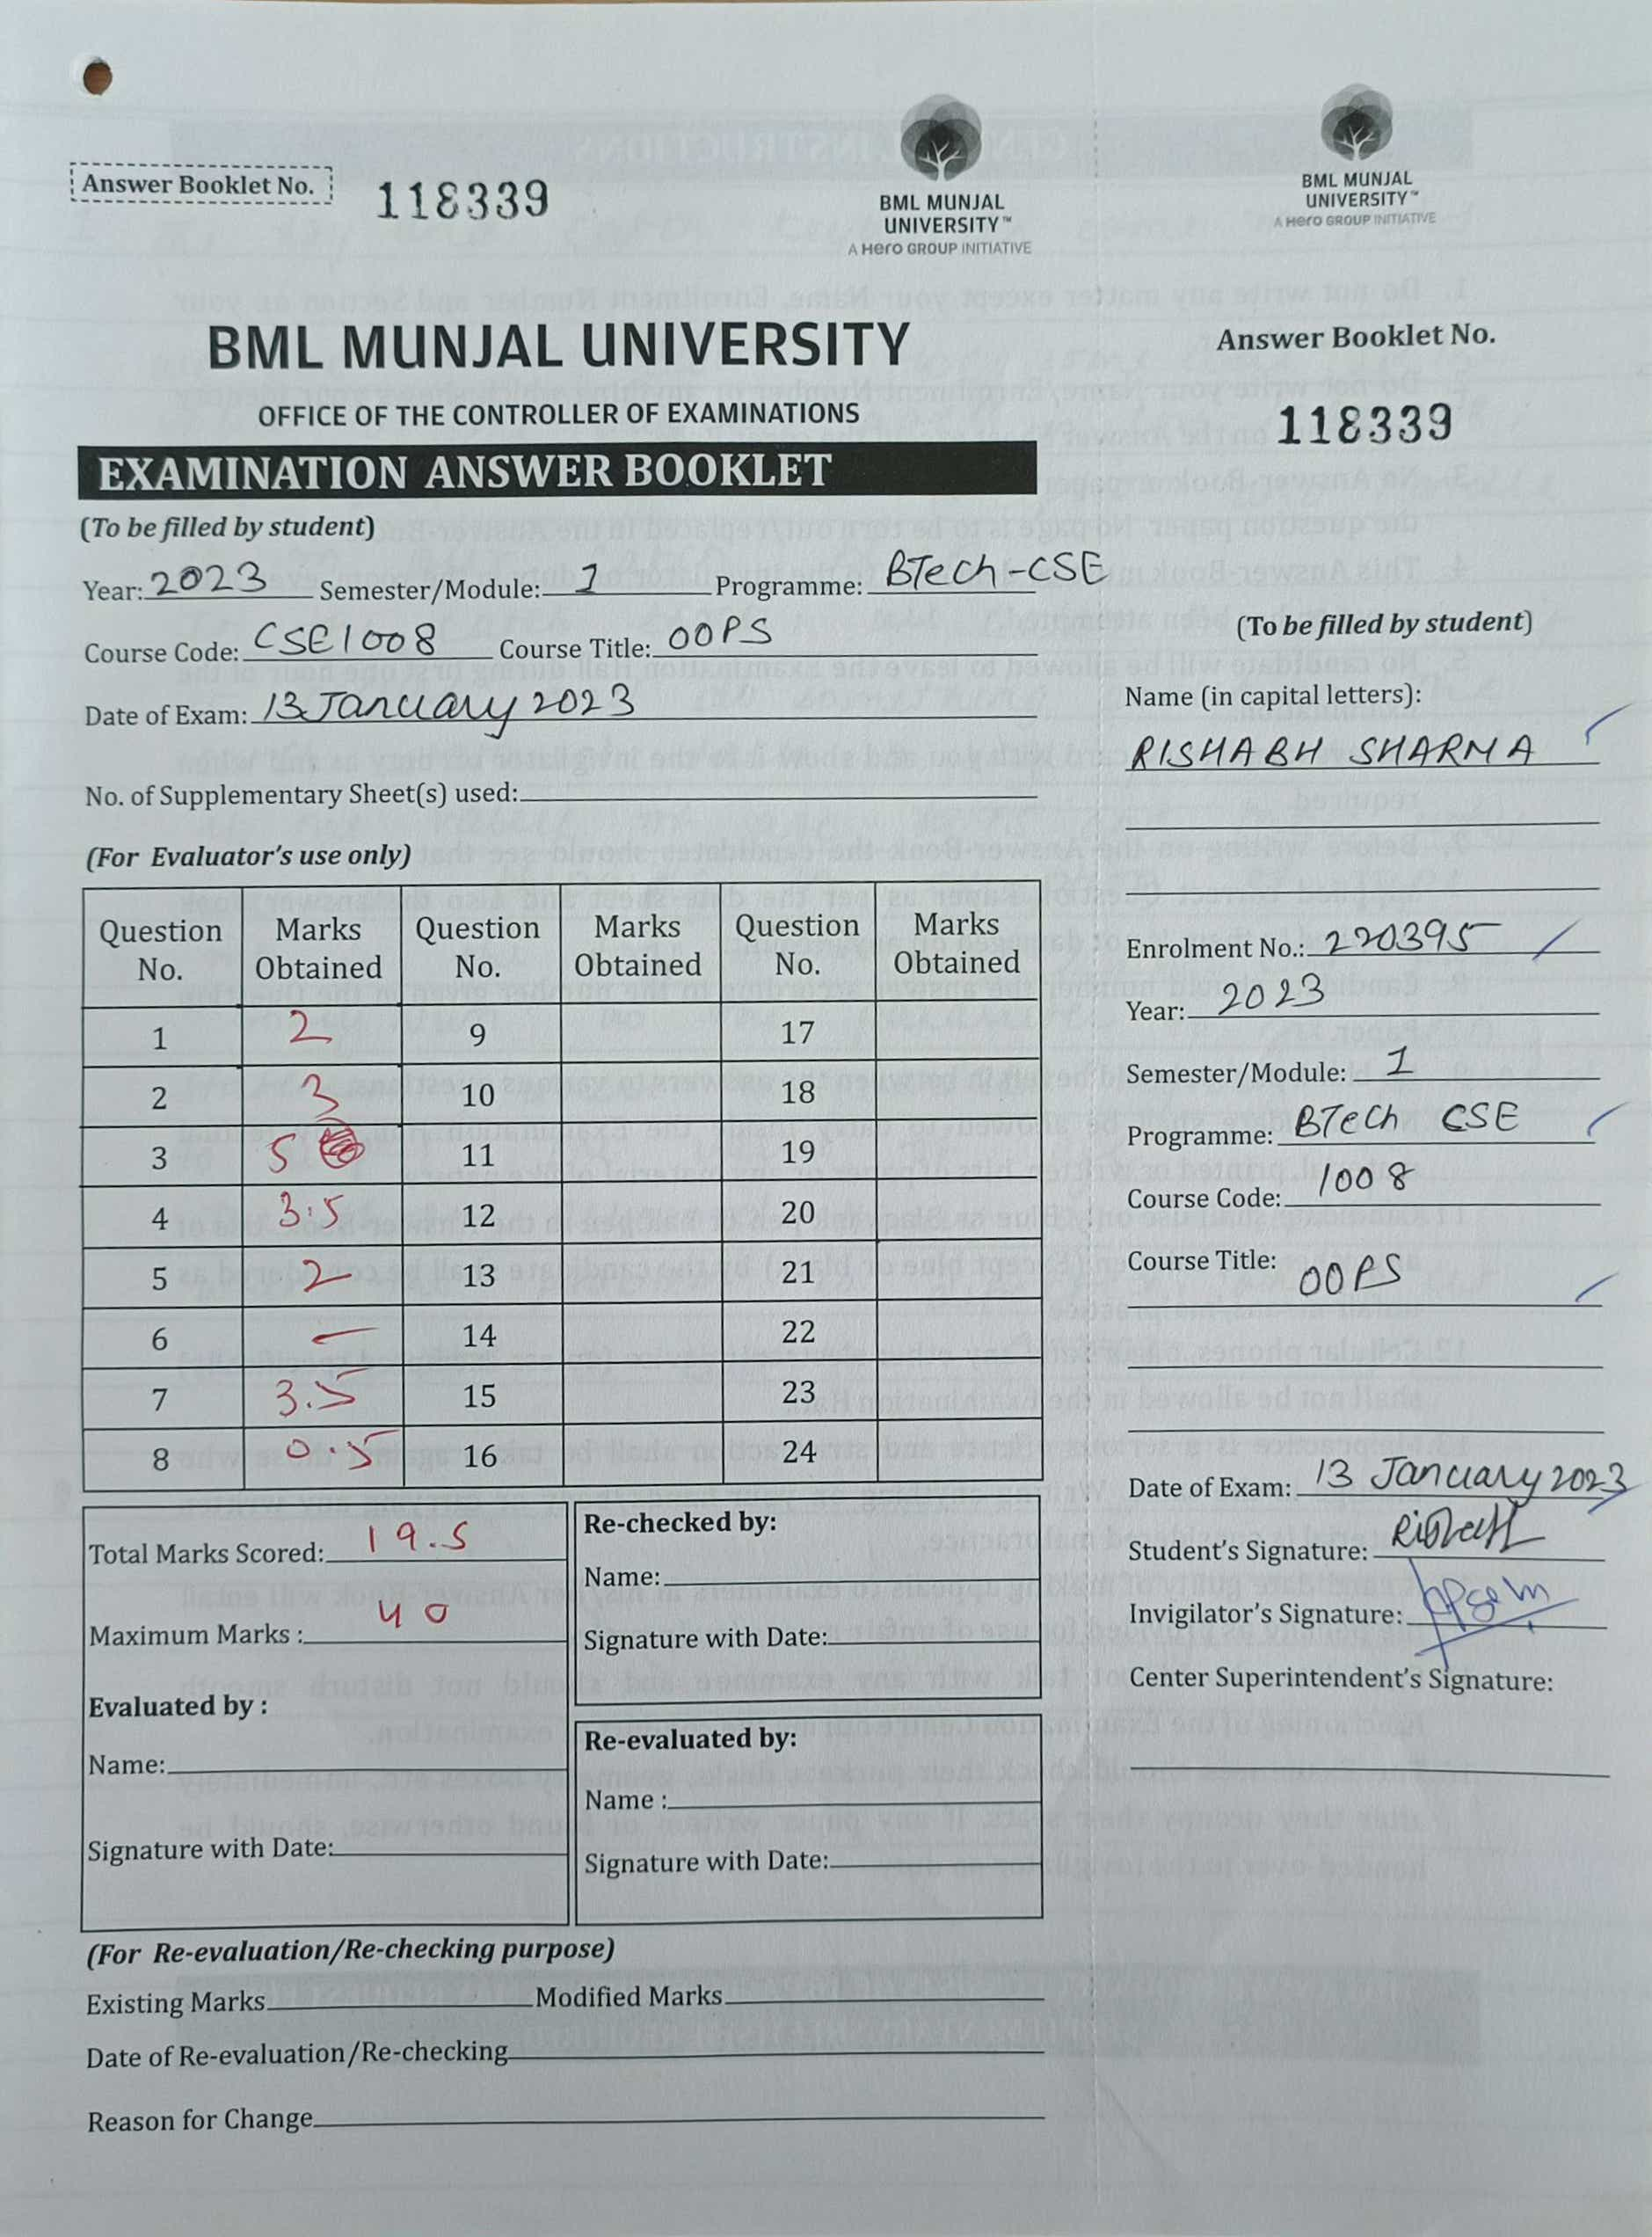 Answer Booklet No. 118339
BML MUNJAL
UNIVERSITY™
A Hero GROUP INITIATIVE
BML MUNJAL
UNIVERSITY™
A Hero GROUP INITIATIVE
BML MUNJAL UNIVERSITY
OFFICE OF THE CONTROLLER OF EXAMINATIONS
EXAMINATION ANSWER BOOKLET
(To be filled by student)
Year: 2023 Semester/Module: 1 Programme: BTech-CSE
Course Code: CSE1008 Course Title: OOPS
Date of Exam: 13 January 2023
No. of Supplementary Sheet(s) used:
(For Evaluator's use only)
Question No. Marks Obtained Question No. Marks Obtained Question No. Marks Obtained
1 2 9 17
2 3 10 18
3 5 11 19
4 3.5 12 20
5 2 13 21
6 – 14 22
7 3.5 15 23
8 0.5 16 24
Total Marks Scored: 19.5
Maximum Marks : 40
Evaluated by :
Name:
Signature with Date:
Re-checked by:
Name:
Signature with Date:
Re-evaluated by:
Name :
Signature with Date:
(For Re-evaluation/Re-checking purpose)
Existing Marks Modified Marks
Date of Re-evaluation/Re-checking
Reason for Change
Answer Booklet No.
118339
(To be filled by student)
Name (in capital letters):
RISHABH SHARMA
Enrolment No.: 220395
Year: 2023
Semester/Module: 1
Programme: BTech CSE
Course Code: 1008
Course Title: OOPS
Date of Exam: 13 January 2023
Student's Signature:
Invigilator's Signature:
Center Superintendent's Signature: